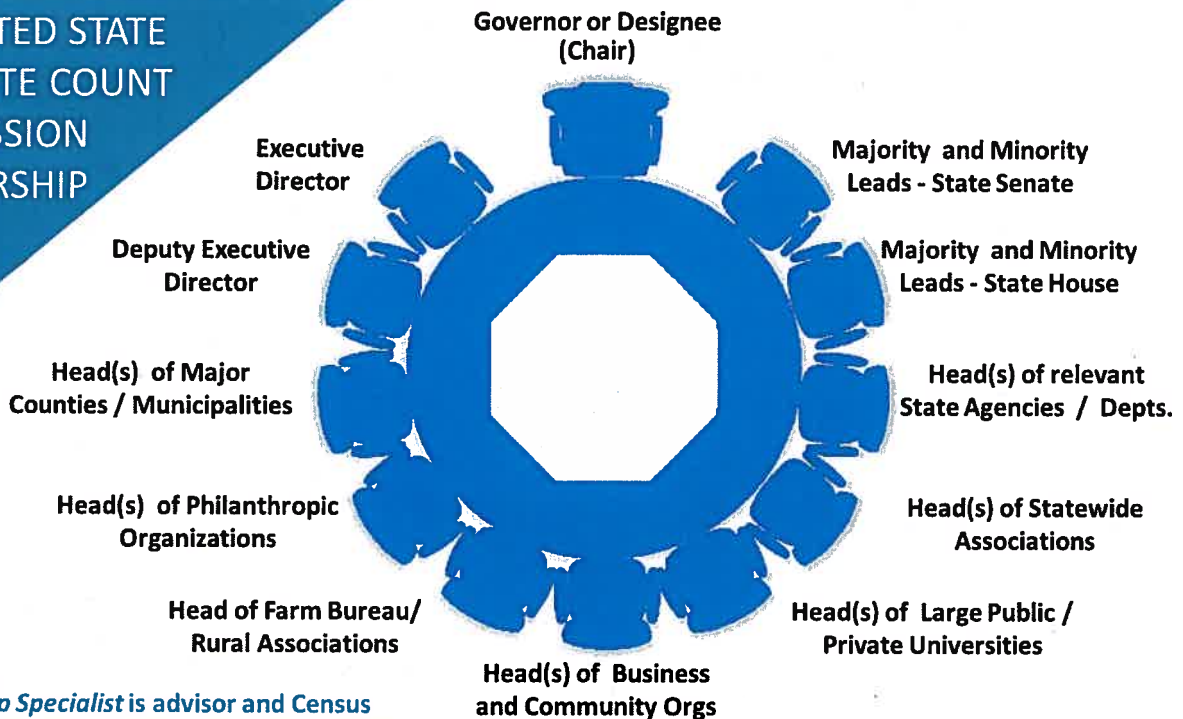 TED STATE
TE COUNT
SSION
RSHIP
Governor or Designee
(Chair)
Executive
Director
Majority and Minority
Leads - State Senate
Deputy Executive
Director
Majority and Minority
Leads - State House
Head(s) of Major
Counties / Municipalities
Head(s) of relevant
State Agencies / Depts.
Head(s) of Philanthropic
Organizations
Head(s) of Statewide
Associations
Head of Farm Bureau/
Rural Associations
Head(s) of Large Public /
Private Universities
Head(s) of Business
and Community Orgs
p Specialist is advisor and Census